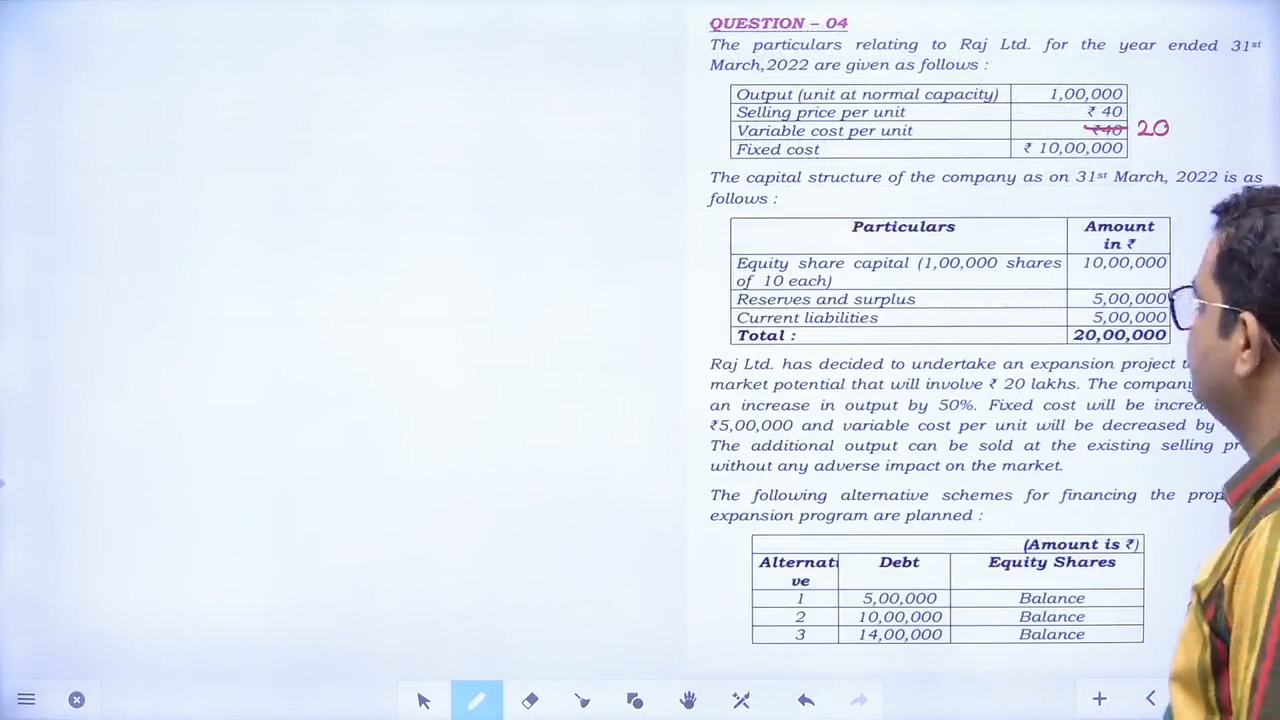 QUESTION – 04
The particulars relating to Raj Ltd. for the year ended 31st
March,2022 are given as follows :
Output (unit at normal capacity) 1,00,000
Selling price per unit ₹ 40
Variable cost per unit ₹40 20
Fixed cost ₹ 10,00,000
The capital structure of the company as on 31st March, 2022 is as
follows :
Particulars Amount
in ₹
Equity share capital (1,00,000 shares 10,00,000
of 10 each)
Reserves and surplus 5,00,000
Current liabilities 5,00,000
Total : 20,00,000
Raj Ltd. has decided to undertake an expansion project
market potential that will involve ₹ 20 lakhs. The company
an increase in output by 50%. Fixed cost will be
₹5,00,000 and variable cost per unit will be decreased by
The additional output can be sold at the existing selling
without any adverse impact on the market.
The following alternative schemes for financing the
expansion program are planned :
(Amount is ₹)
Alternati Debt Equity Shares
ve
1 5,00,000 Balance
2 10,00,000 Balance
3 14,00,000 Balance